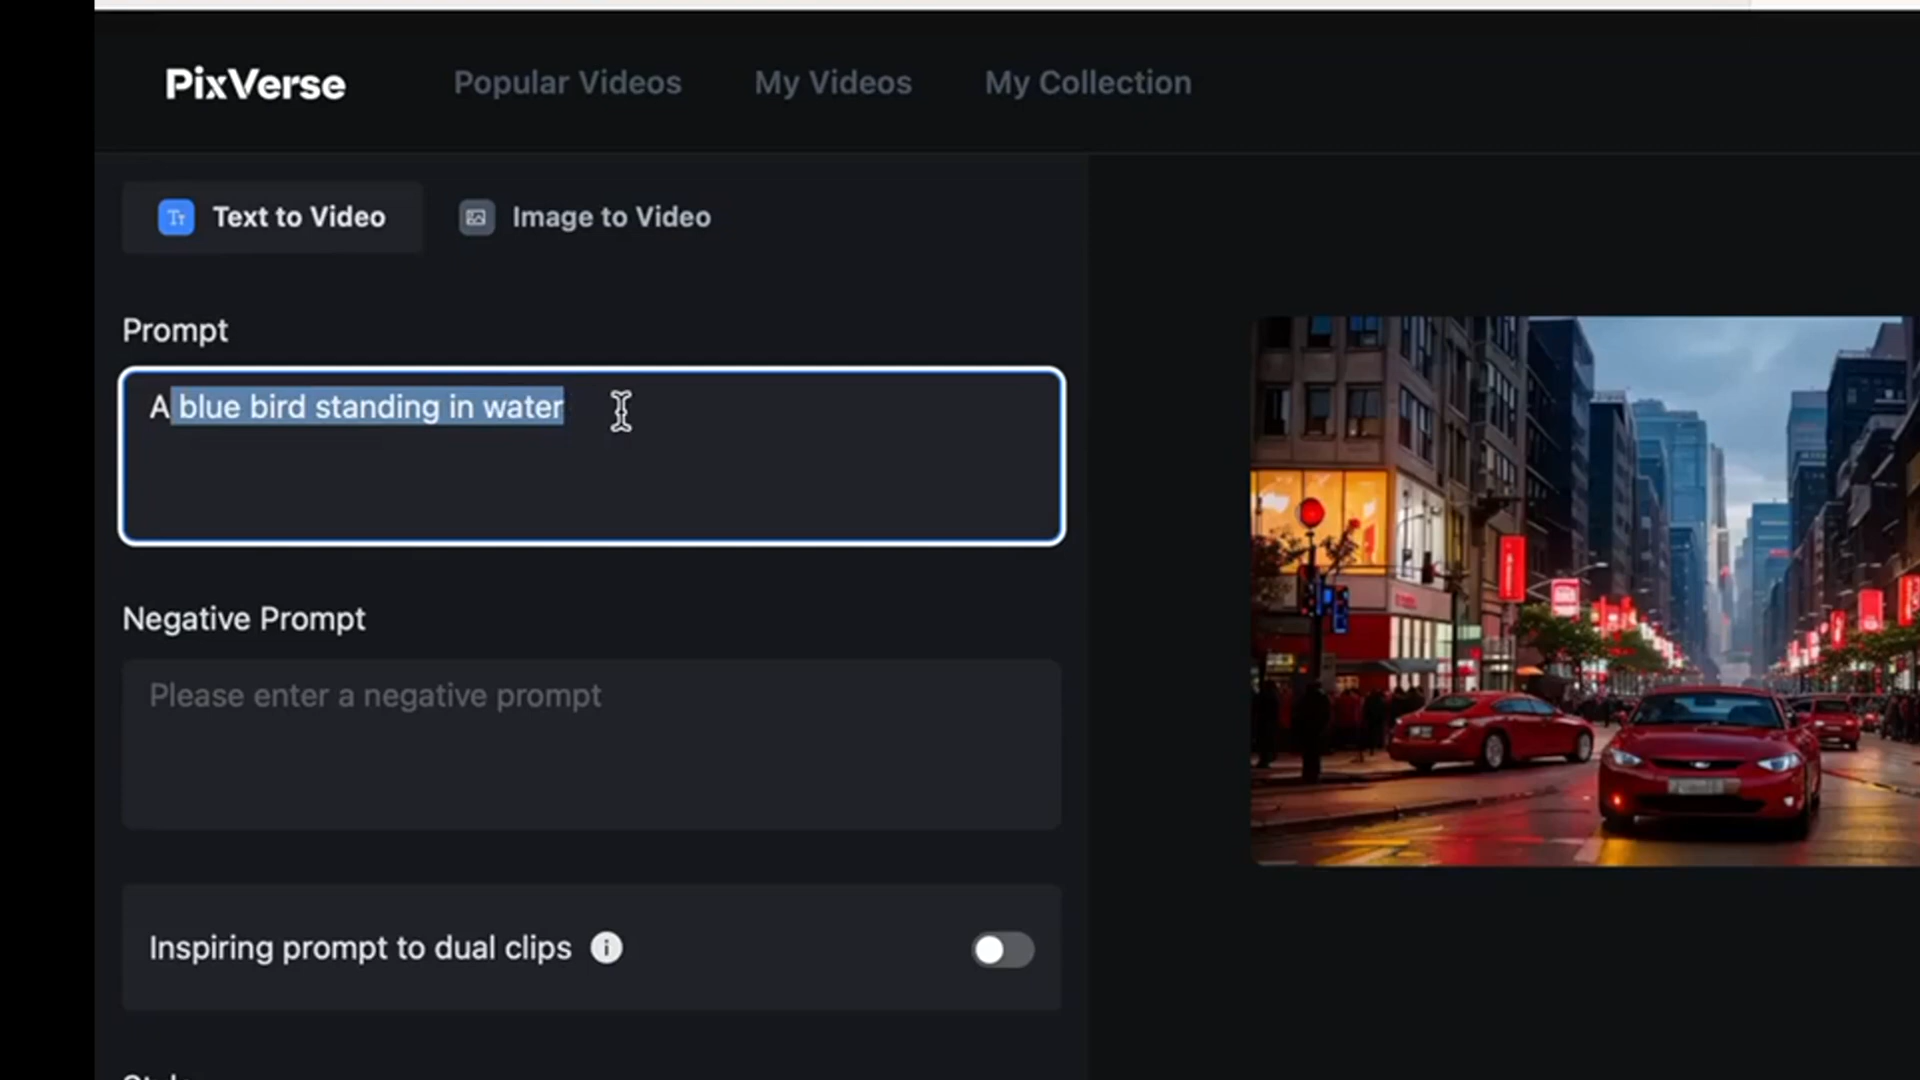 PixVerse
Popular Videos
My Videos
My Collection
Text to Video
Image to Video
Prompt
A blue bird standing in water
Negative Prompt
Please enter a negative prompt
Inspiring prompt to dual clips
Style